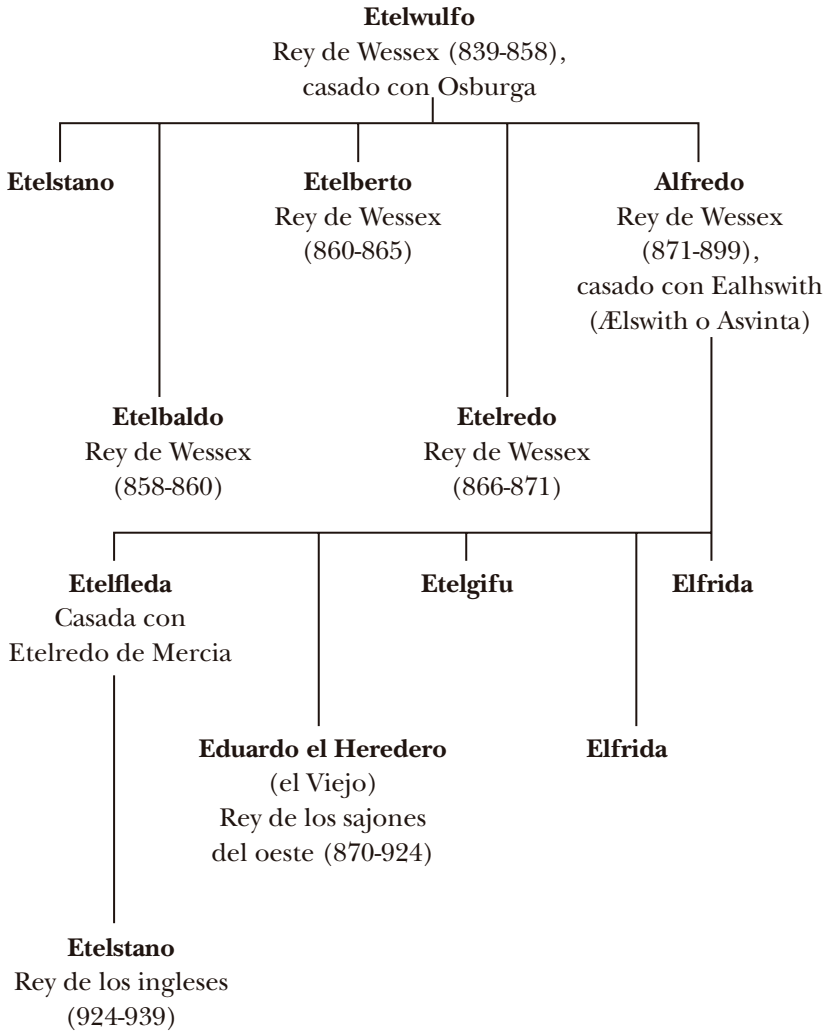 Etelwulfo
Rey de Wessex (839-858),
casado con Osburga
Etelstano
Etelberto
Rey de Wessex
(860-865)
Alfredo
Rey de Wessex
(871-899),
casado con Ealhswith
(Ælswith o Asvinta)
Etelbaldo
Rey de Wessex
(858-860)
Etelredo
Rey de Wessex
(866-871)
Etelfleda
Casada con
Etelredo de Mercia
Etelgifu
Elfrida
Eduardo el Heredero
(el Viejo)
Rey de los sajones
del oeste (870-924)
Elfrida
Etelstano
Rey de los ingleses
(924-939)